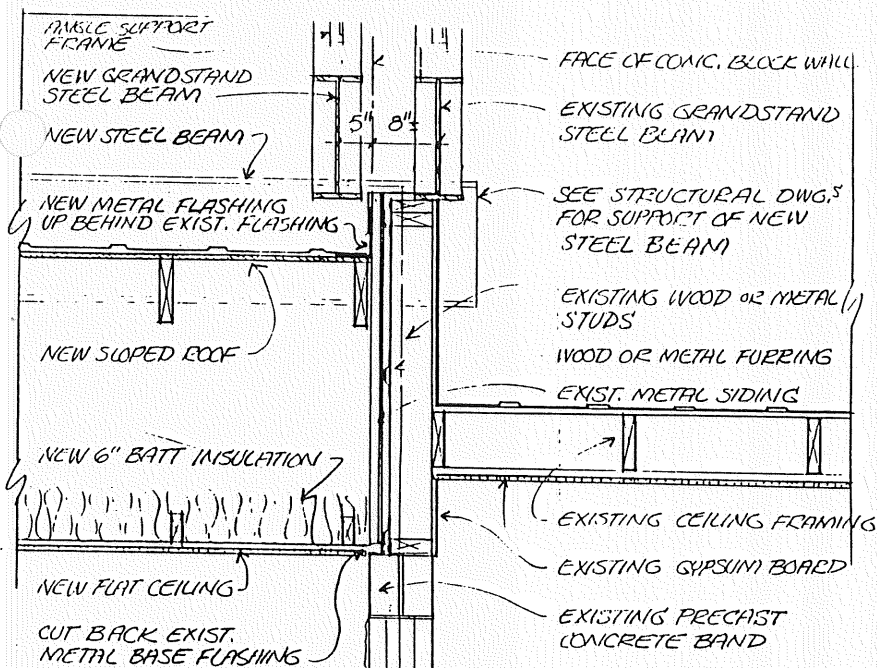 ANGLE SUPPORT
FRAME
NEW GRANDSTAND
STEEL BEAM
NEW STEEL BEAM
NEW METAL FLASHING
UP BEHIND EXIST. FLASHING
NEW SLOPED ROOF
NEW 6" BATT INSULATION
NEW FLAT CEILING
CUT BACK EXIST.
METAL BASE FLASHING
5" 8"±
FACE OF CONC. BLOCK WALL
EXISTING GRANDSTAND
STEEL BEAM
SEE STRUCTURAL DWG.S
FOR SUPPORT OF NEW
STEEL BEAM
EXISTING WOOD OR METAL
STUDS
WOOD OR METAL FURRING
EXIST. METAL SIDING
EXISTING CEILING FRAMING
EXISTING GYPSUM BOARD
EXISTING PRECAST
CONCRETE BAND